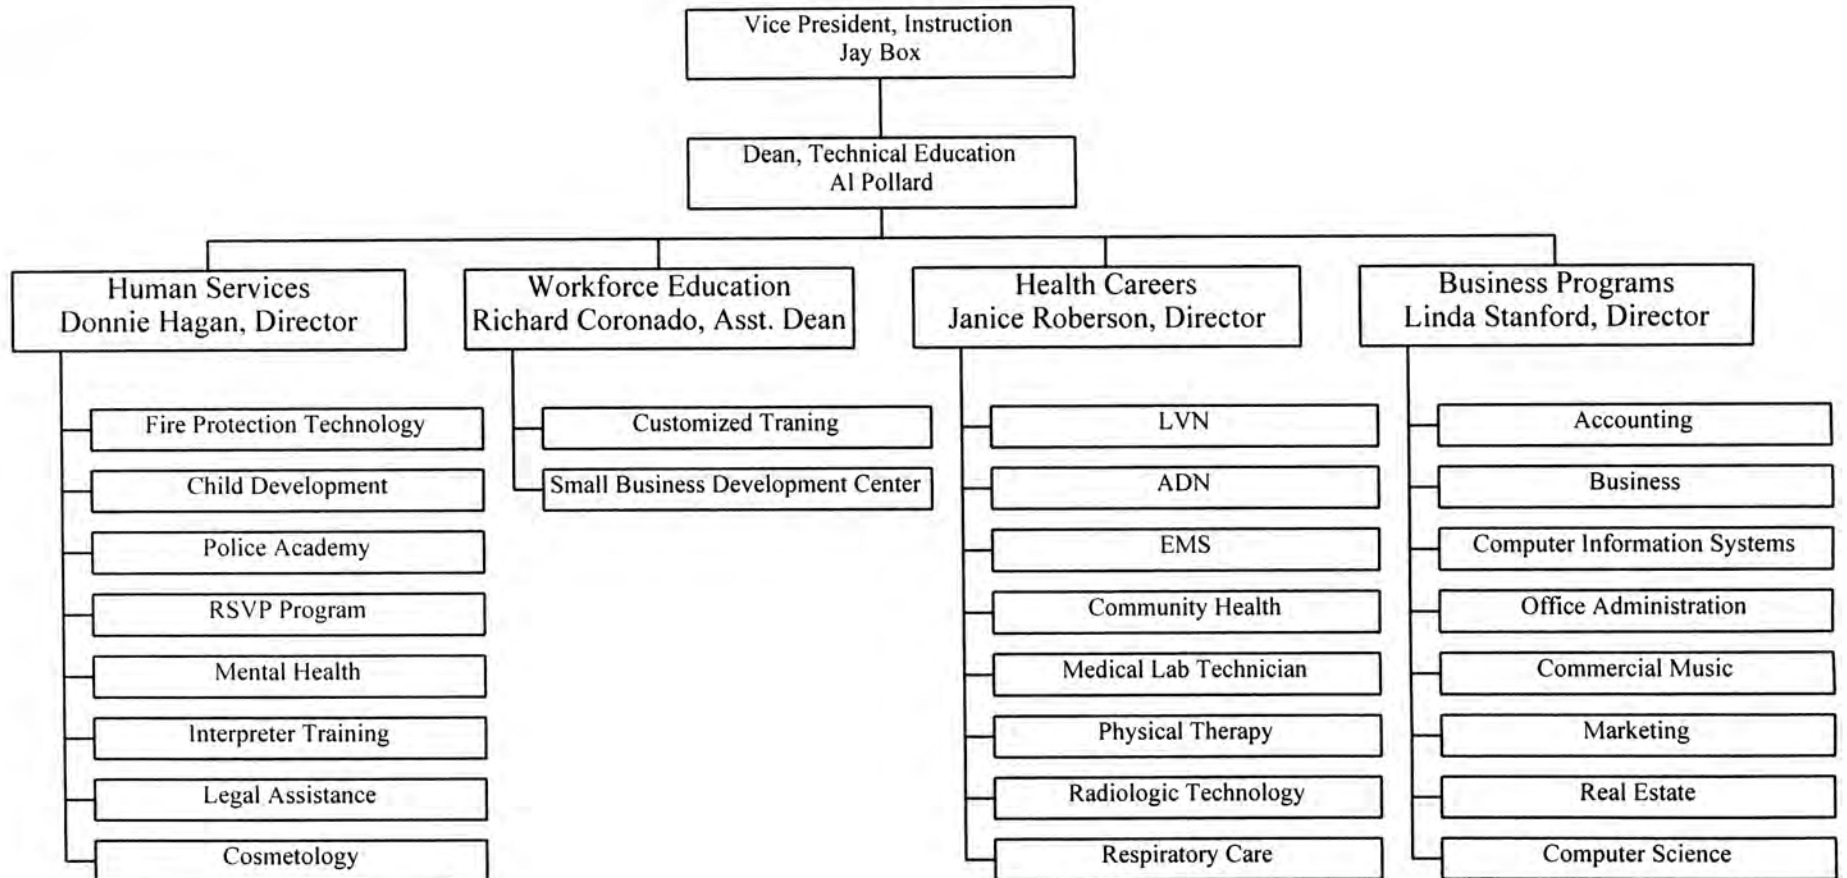 Vice President, Instruction
Jay Box
Dean, Technical Education
Al Pollard
Human Services
Donnie Hagan, Director
Fire Protection Technology
Child Development
Police Academy
RSVP Program
Mental Health
Interpreter Training
Legal Assistance
Cosmetology
Workforce Education
Richard Coronado, Asst. Dean
Customized Traning
Small Business Development Center
Health Careers
Janice Roberson, Director
LVN
ADN
EMS
Community Health
Medical Lab Technician
Physical Therapy
Radiologic Technology
Respiratory Care
Business Programs
Linda Stanford, Director
Accounting
Business
Computer Information Systems
Office Administration
Commercial Music
Marketing
Real Estate
Computer Science